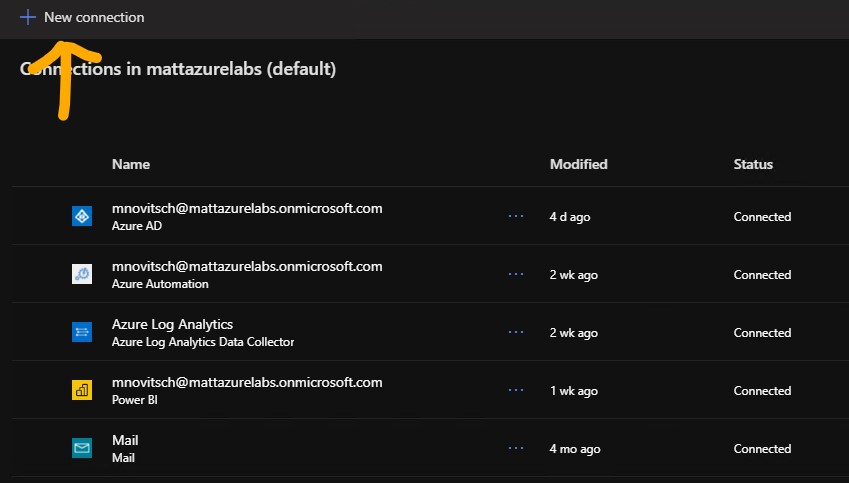 New connection
Connections in mattazurelabs (default)
Name Modified Status
mnovitsch@mattazurelabs.onmicrosoft.com
Azure AD
4 d ago Connected
mnovitsch@mattazurelabs.onmicrosoft.com
Azure Automation
2 wk ago Connected
Azure Log Analytics
Azure Log Analytics Data Collector
2 wk ago Connected
mnovitsch@mattazurelabs.onmicrosoft.com
Power BI
1 wk ago Connected
Mail
Mail
4 mo ago Connected